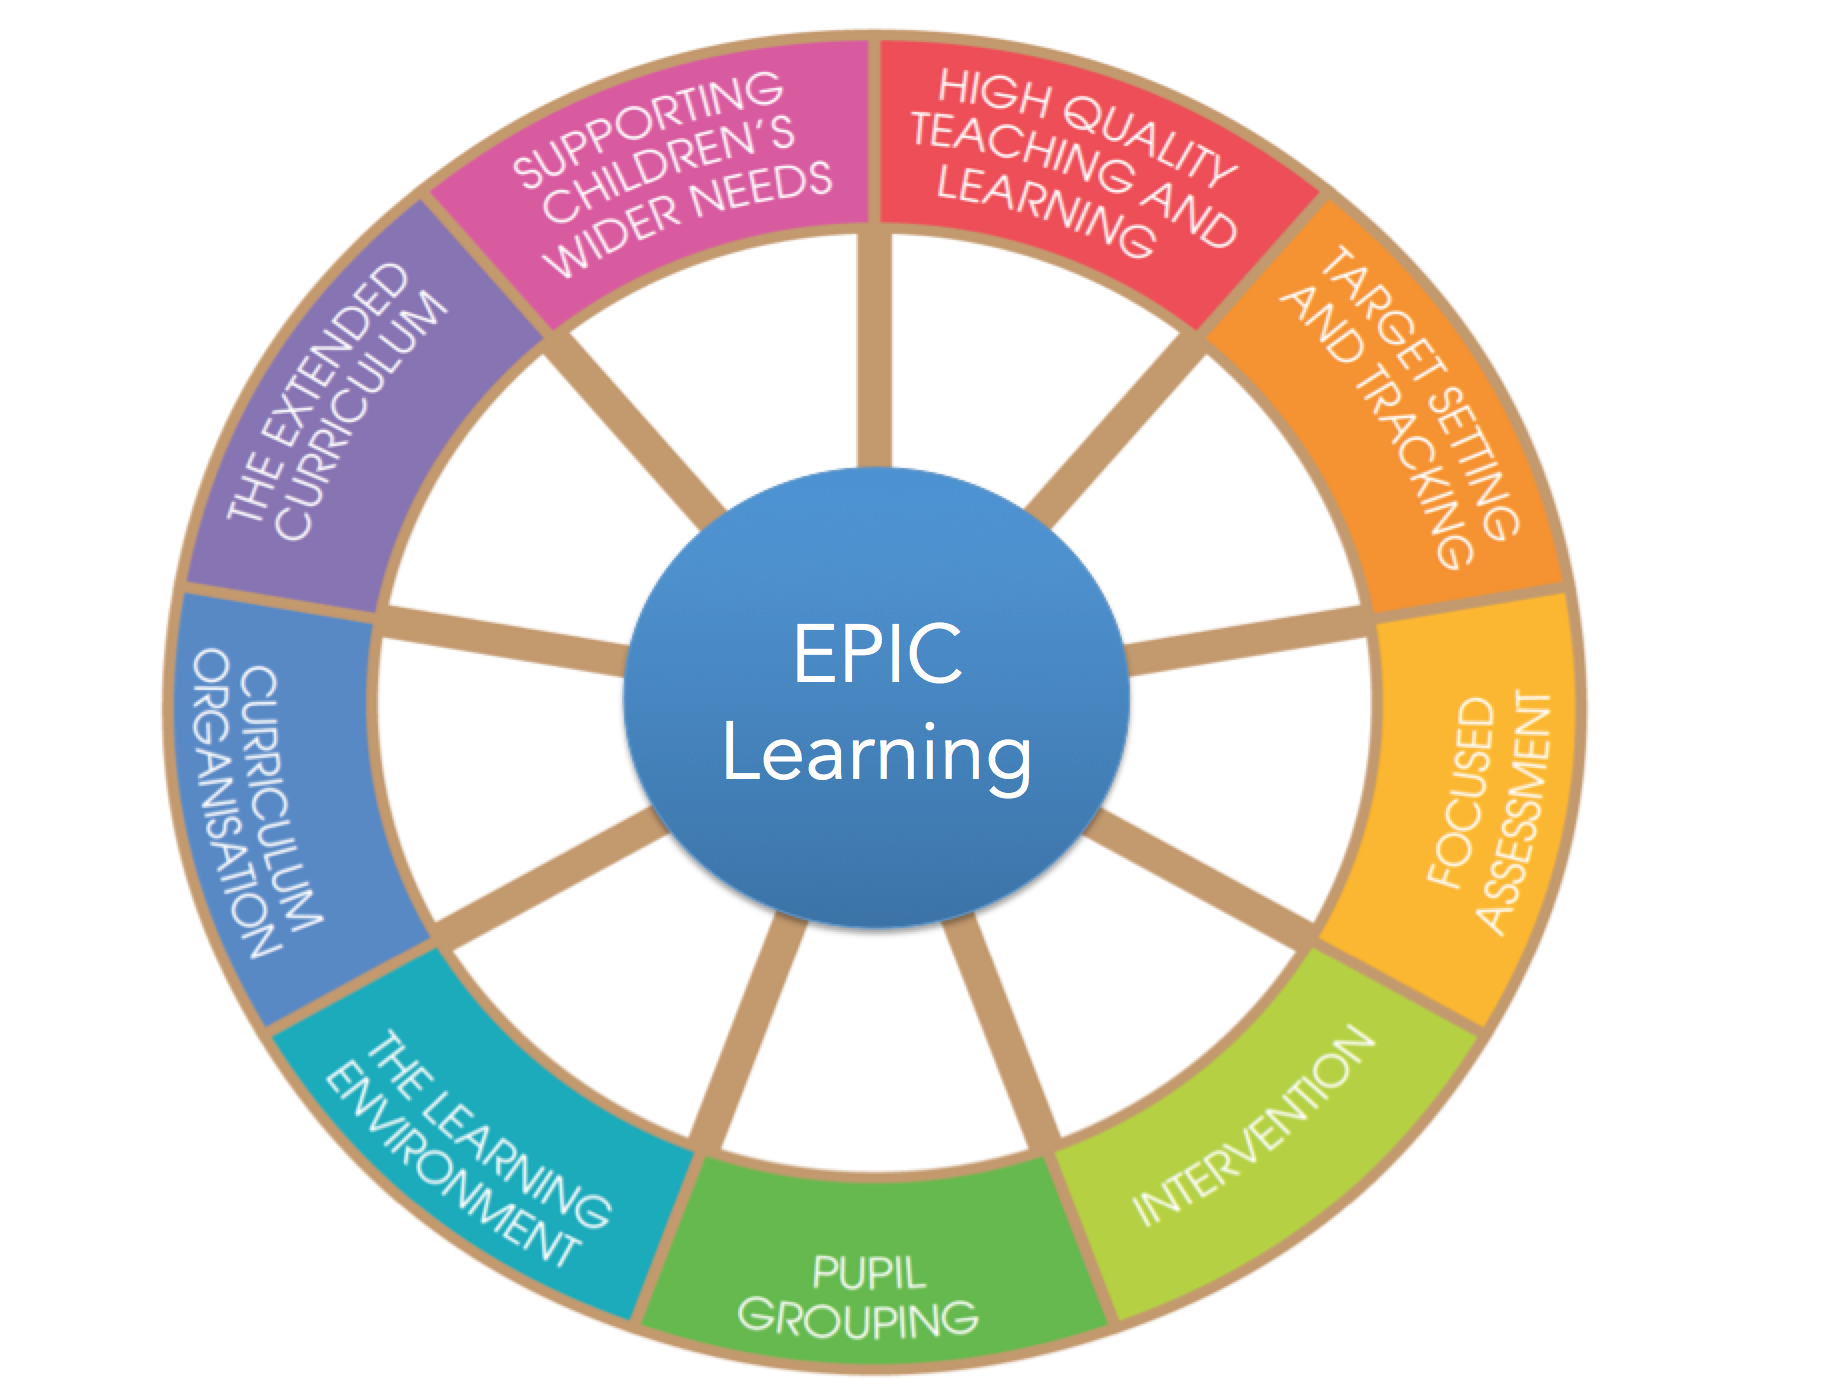 HIGH QUALITY
TEACHING AND
LEARNING
TARGET SETTING
AND TRACKING
FOCUSED
ASSESSMENT
INTERVENTION
PUPIL
GROUPING
THE LEARNING
ENVIRONMENT
CURRICULUM
ORGANISATION
THE EXTENDED
CURRICULUM
SUPPORTING
CHILDREN'S
WIDER NEEDS
EPIC
Learning